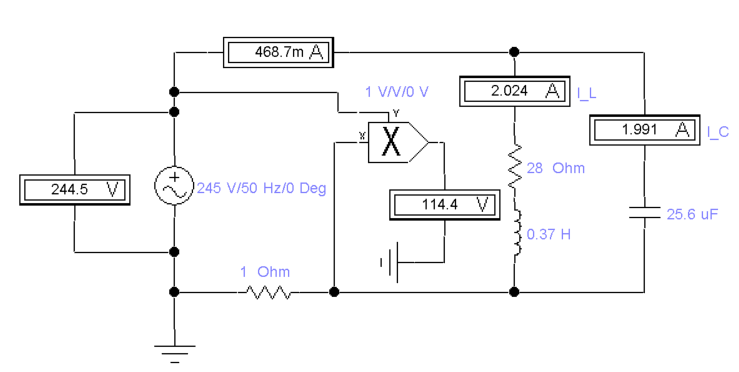 468.7m A
1 V/V/0 V
2.024 A
I_L
Y
X
X
1.991 A
I_C
28 Ohm
244.5 V
245 V/50 Hz/0 Deg
114.4 V
25.6 uF
0.37 H
1 Ohm